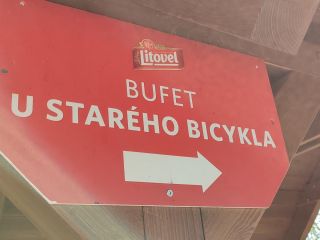 Litovel
BUFET
U STARÉHO BICYKLA